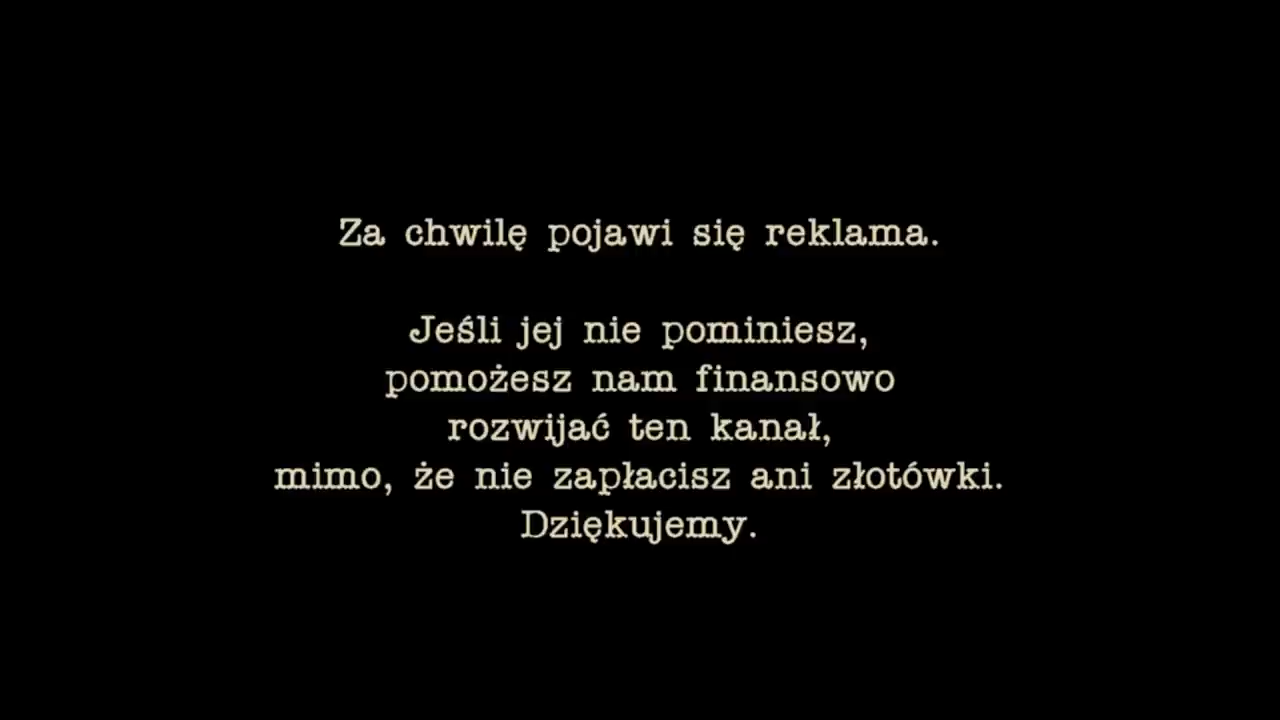 Za chwilę pojawi się reklama.
Jeśli jej nie pominiesz,
pomożesz nam finansowo
rozwijać ten kanał,
mimo, że nie zapłacisz ani złotówki.
Dziękujemy.